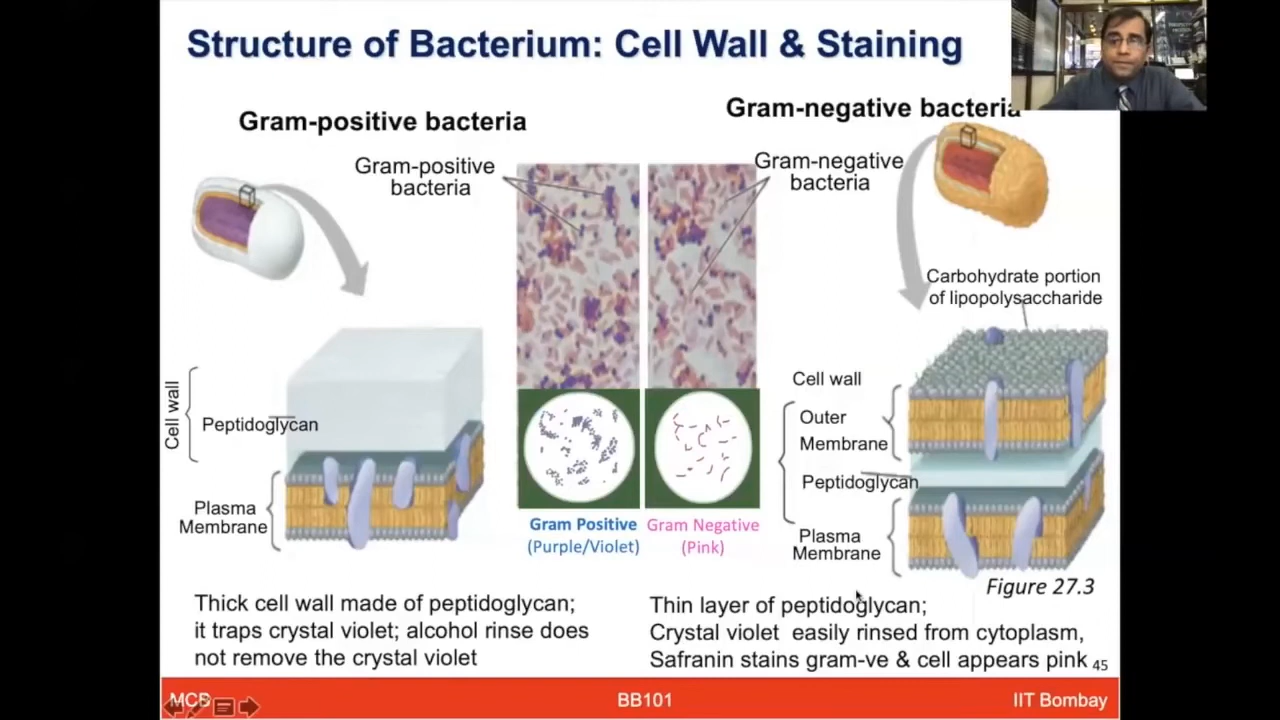 Structure of Bacterium: Cell Wall & Staining
Gram-positive bacteria
Gram-negative bacteria
Gram-positive
bacteria
Gram-negative
bacteria
Carbohydrate portion
of lipopolysaccharide
Cell wall
Peptidoglycan
Plasma
Membrane
Cell wall
Outer
Membrane
Peptidoglycan
Plasma
Membrane
Gram Positive
(Purple/Violet)
Gram Negative
(Pink)
Figure 27.3
Thick cell wall made of peptidoglycan;
it traps crystal violet; alcohol rinse does
not remove the crystal violet
Thin layer of peptidoglycan;
Crystal violet easily rinsed from cytoplasm,
Safranin stains gram-ve & cell appears pink
45
MCB
BB101
IIT Bombay